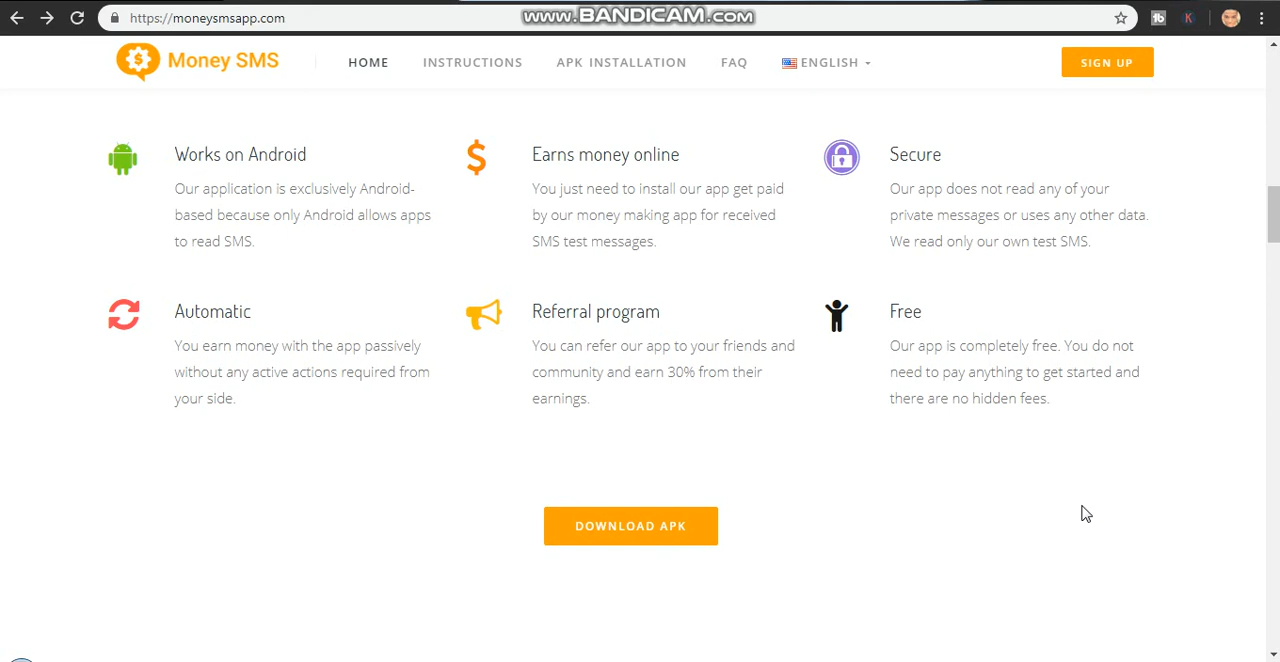 https://moneysmsapp.com
www.BANDICAM.com
Money SMS
HOME
INSTRUCTIONS
APK INSTALLATION
FAQ
ENGLISH
SIGN UP
Works on Android
Our application is exclusively Android-
based because only Android allows apps
to read SMS.
Earns money online
You just need to install our app get paid
by our money making app for received
SMS test messages.
Secure
Our app does not read any of your
private messages or uses any other data.
We read only our own test SMS.
Automatic
You earn money with the app passively
without any active actions required from
your side.
Referral program
You can refer our app to your friends and
community and earn 30% from their
earnings.
Free
Our app is completely free. You do not
need to pay anything to get started and
there are no hidden fees.
DOWNLOAD APK